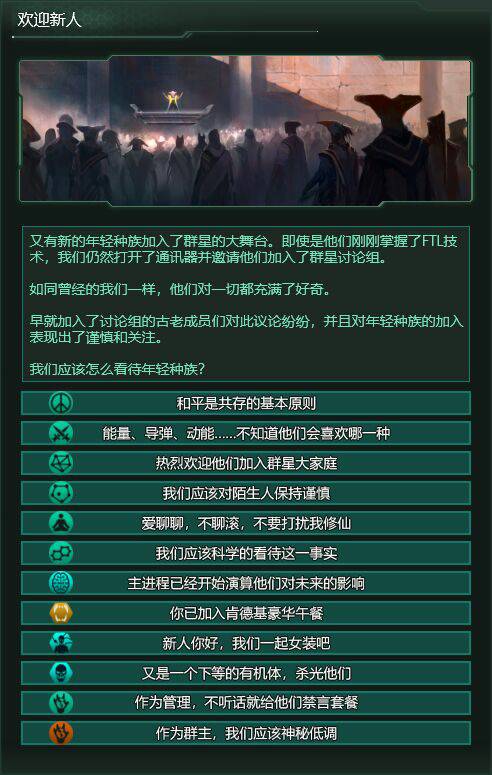 欢迎新人
又有新的年轻种族加入了群星的大舞台。即使是他们刚刚掌握了FTL技
术，我们仍然打开了通讯器并邀请他们加入了群星讨论组。
如同曾经的我们一样，他们对一切都充满了好奇。
早就加入了讨论组的古老成员们对此议论纷纷，并且对年轻种族的加入
表现出了谨慎和关注。
我们应该怎么看待年轻种族？
和平是共存的基本原则
能量、导弹、动能……不知道他们会喜欢哪一种
热烈欢迎他们加入群星大家庭
我们应该对陌生人保持谨慎
爱聊聊，不聊滚，不要打扰我修仙
我们应该科学的看待这一事实
主进程已经开始演算他们对未来的影响
你已加入肯德基豪华午餐
新人你好，我们一起女装吧
又是一个下等的有机体，杀光他们
作为管理，不听话就给他们禁言套餐
作为群主，我们应该神秘低调